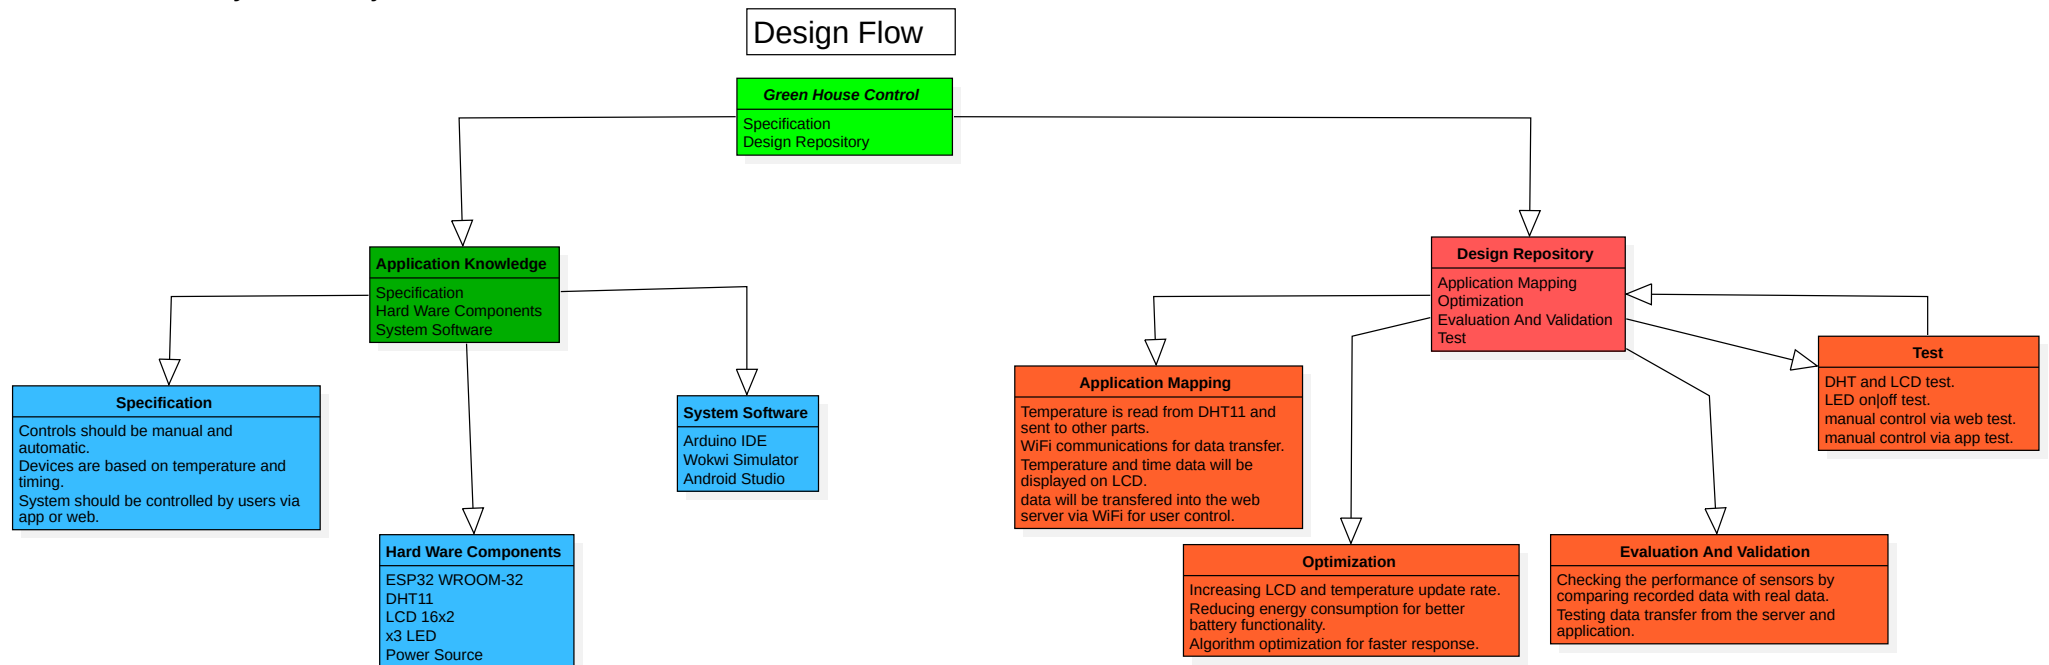 Design Flow
Green House Control
Specification
Design Repository
Application Knowledge
Specification
Hard Ware Components
System Software
Design Repository
Application Mapping
Optimization
Evaluation And Validation
Test
Specification
Controls should be manual and
automatic.
Devices are based on temperature and
timing.
System should be controlled by users via
app or web.
Hard Ware Components
ESP32 WROOM-32
DHT11
LCD 16x2
x3 LED
Power Source
System Software
Arduino IDE
Wokwi Simulator
Android Studio
Application Mapping
Temperature is read from DHT11 and
sent to other parts.
WiFi communications for data transfer.
Temperature and time data will be
displayed on LCD.
data will be transfered into the web
server via WiFi for user control.
Optimization
Increasing LCD and temperature update rate.
Reducing energy consumption for better
battery functionality.
Algorithm optimization for faster response.
Evaluation And Validation
Checking the performance of sensors by
comparing recorded data with real data.
Testing data transfer from the server and
application.
Test
DHT and LCD test.
LED on|off test.
manual control via web test.
manual control via app test.